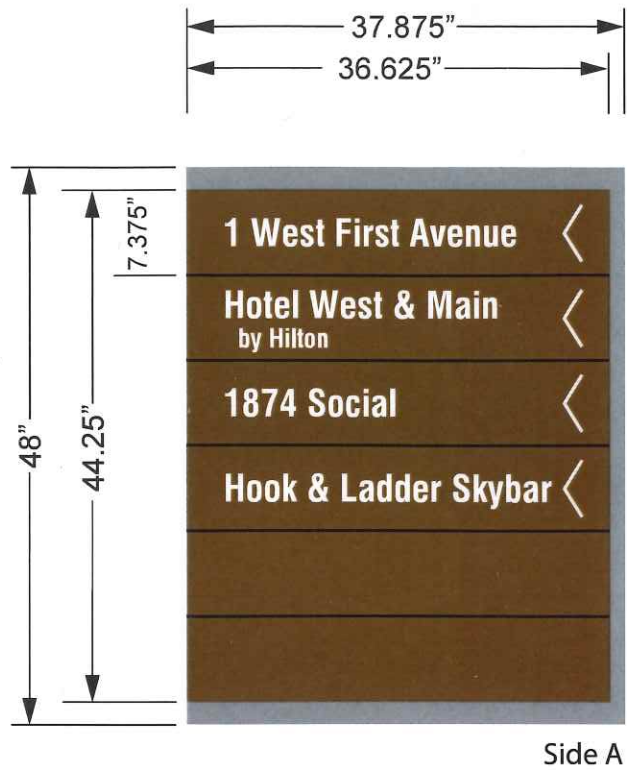 37.875”
36.625”
7.375”
48”
44.25”
1 West First Avenue
Hotel West & Main
by Hilton
1874 Social
Hook & Ladder Skybar
Side A